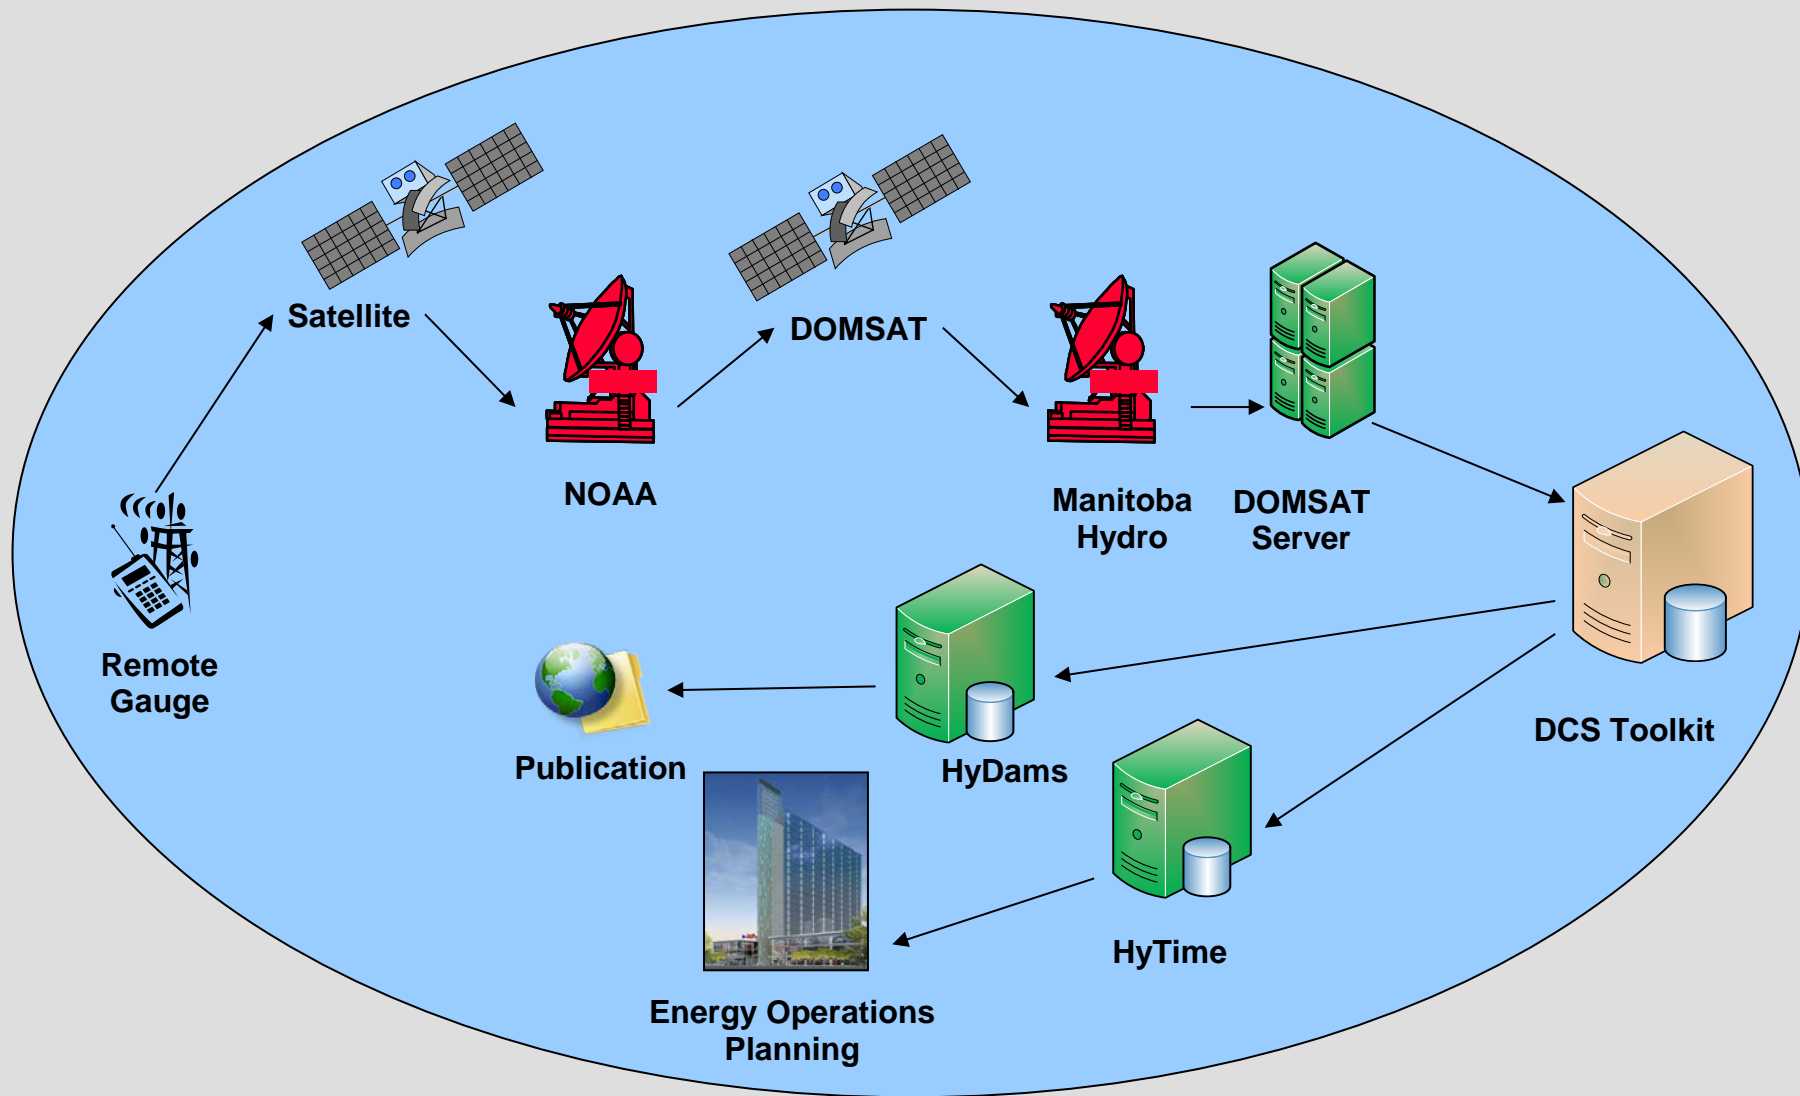 Satellite
DOMSAT
NOAA
Manitoba
Hydro
DOMSAT
Server
Remote
Gauge
DCS Toolkit
Publication
HyDams
HyTime
Energy Operations
Planning